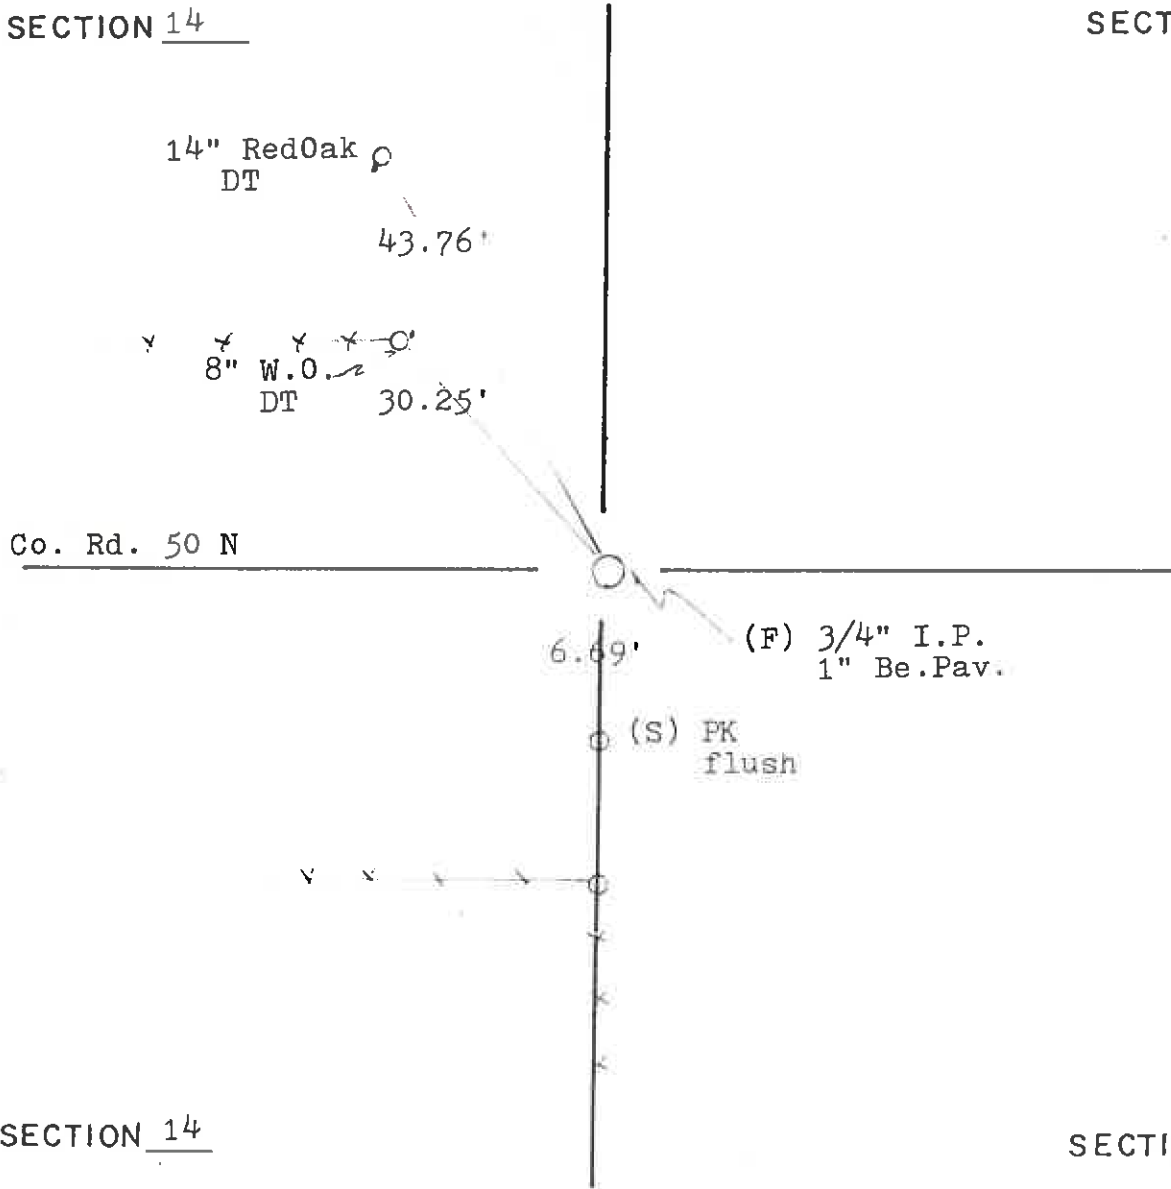 SECTION 14
SECT
14" RedOak
DT
43.76'
8" W.O.
DT
30.25'
Co. Rd. 50 N
6.69'
(F) 3/4" I.P.
1" Be.Pav.
(S) PK
flush
SECTION 14
SECTI